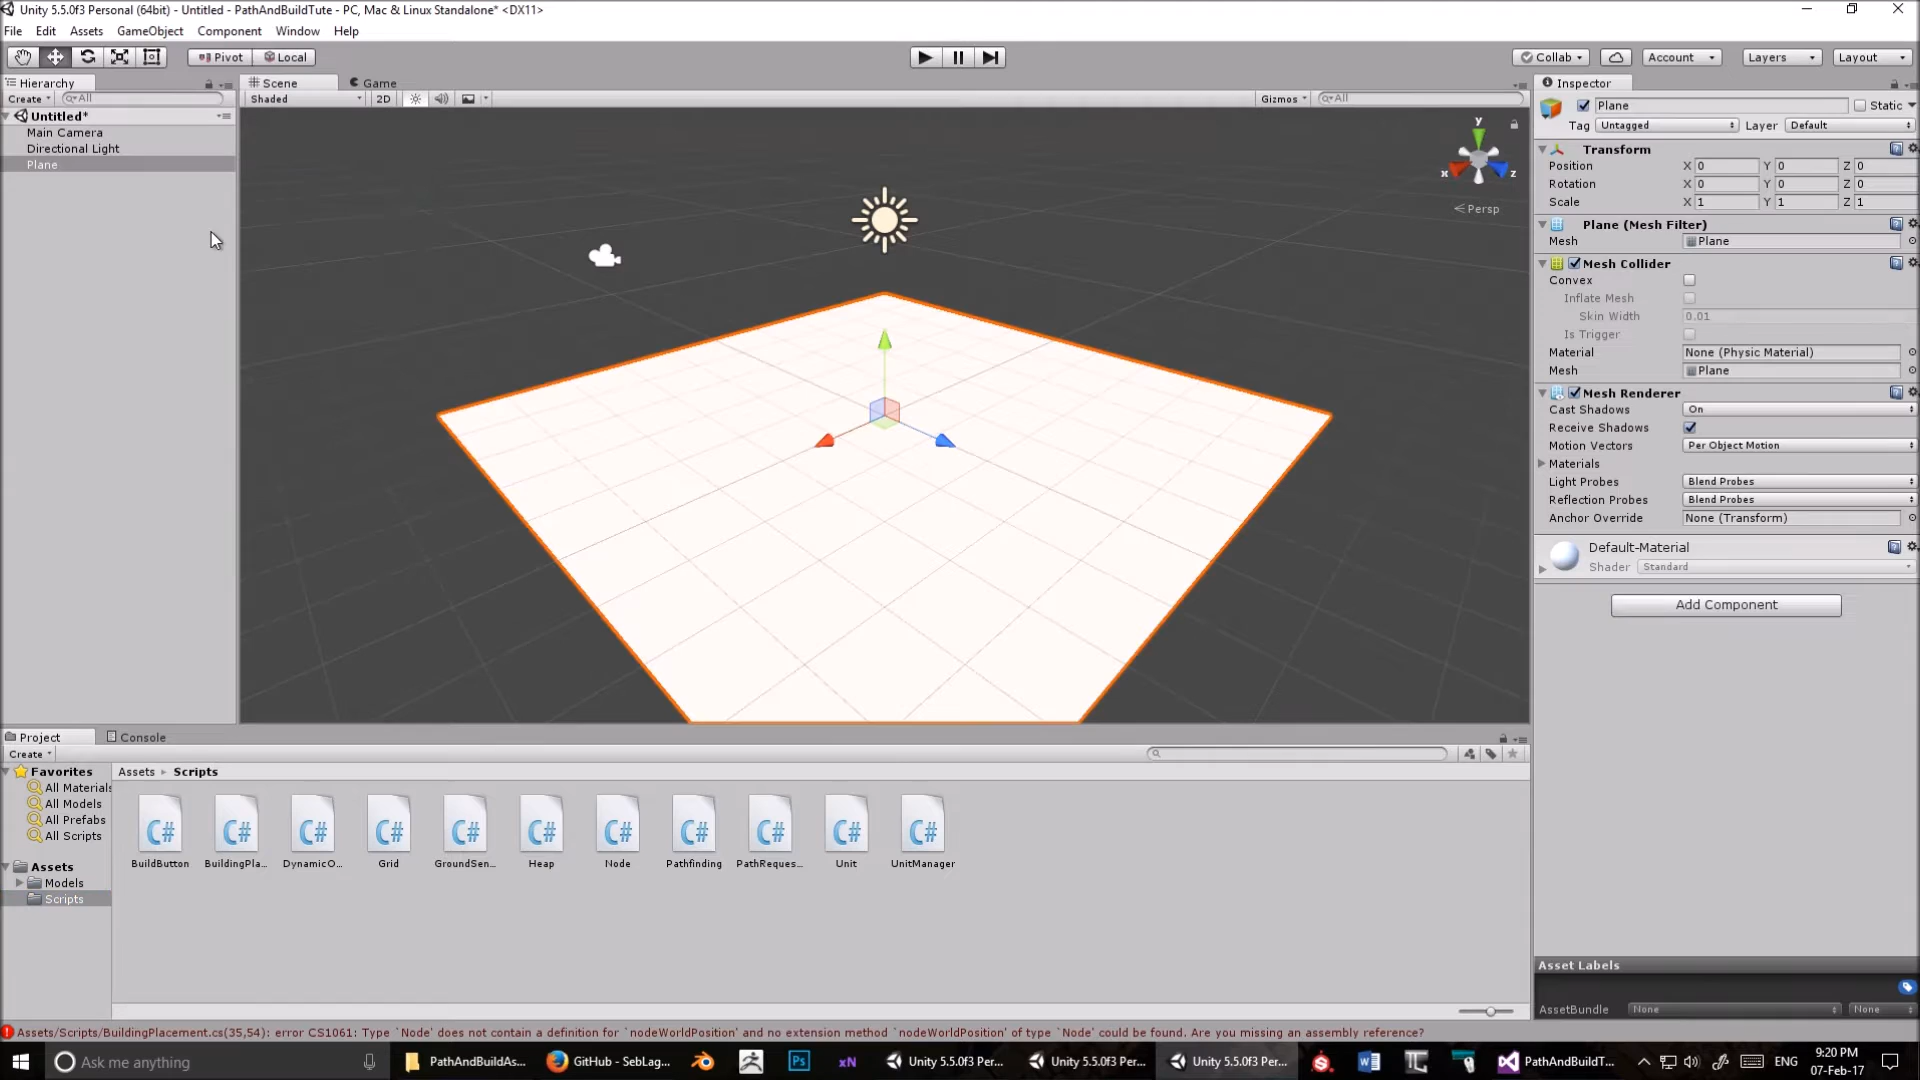 Unity 5.5.0f3 Personal (64bit) - Untitled - PathAndBuildTute - PC, Mac & Linux Standalone* <DX11>
File Edit Assets GameObject Component Window Help
Pivot Local Collab Account Layers Layout
Hierarchy Scene Game Inspector
Create All Shaded 2D Gizmos All
Plane Static
Tag Untagged Layer Default
Untitled*
Main Camera
Directional Light
Plane
y
x z
Persp
Transform
Position X 0 Y 0 Z 0
Rotation X 0 Y 0 Z 0
Scale X 1 Y 1 Z 1
Plane (Mesh Filter)
Mesh Plane
Mesh Collider
Convex
Inflate Mesh
Skin Width 0.01
Is Trigger
Material None (Physic Material)
Mesh Plane
Mesh Renderer
Cast Shadows On
Receive Shadows
Motion Vectors Per Object Motion
Materials
Light Probes Blend Probes
Reflection Probes Blend Probes
Anchor Override None (Transform)
Default-Material
Shader Standard
Add Component
Project Console
Create
Favorites
All Materials
All Models
All Prefabs
All Scripts
Assets
Models
Scripts
Assets Scripts
C# C# C# C# C# C# C# C# C# C# C#
BuildButton BuildingPla... DynamicO... Grid GroundSen... Heap Node Pathfinding PathReques... Unit UnitManager
Asset Labels
AssetBundle None None
Assets/Scripts/BuildingPlacement.cs(35,54): error CS1061: Type `Node' does not contain a definition for `nodeWorldPosition' and no extension method `nodeWorldPosition' of type `Node' could be found. Are you missing an assembly reference?
Ask me anything PathAndBuildAs... GitHub - SebLag... Ps xN Unity 5.5.0f3 Per... Unity 5.5.0f3 Per... Unity 5.5.0f3 Per... PathAndBuildT... ENG 9:20 PM
07-Feb-17